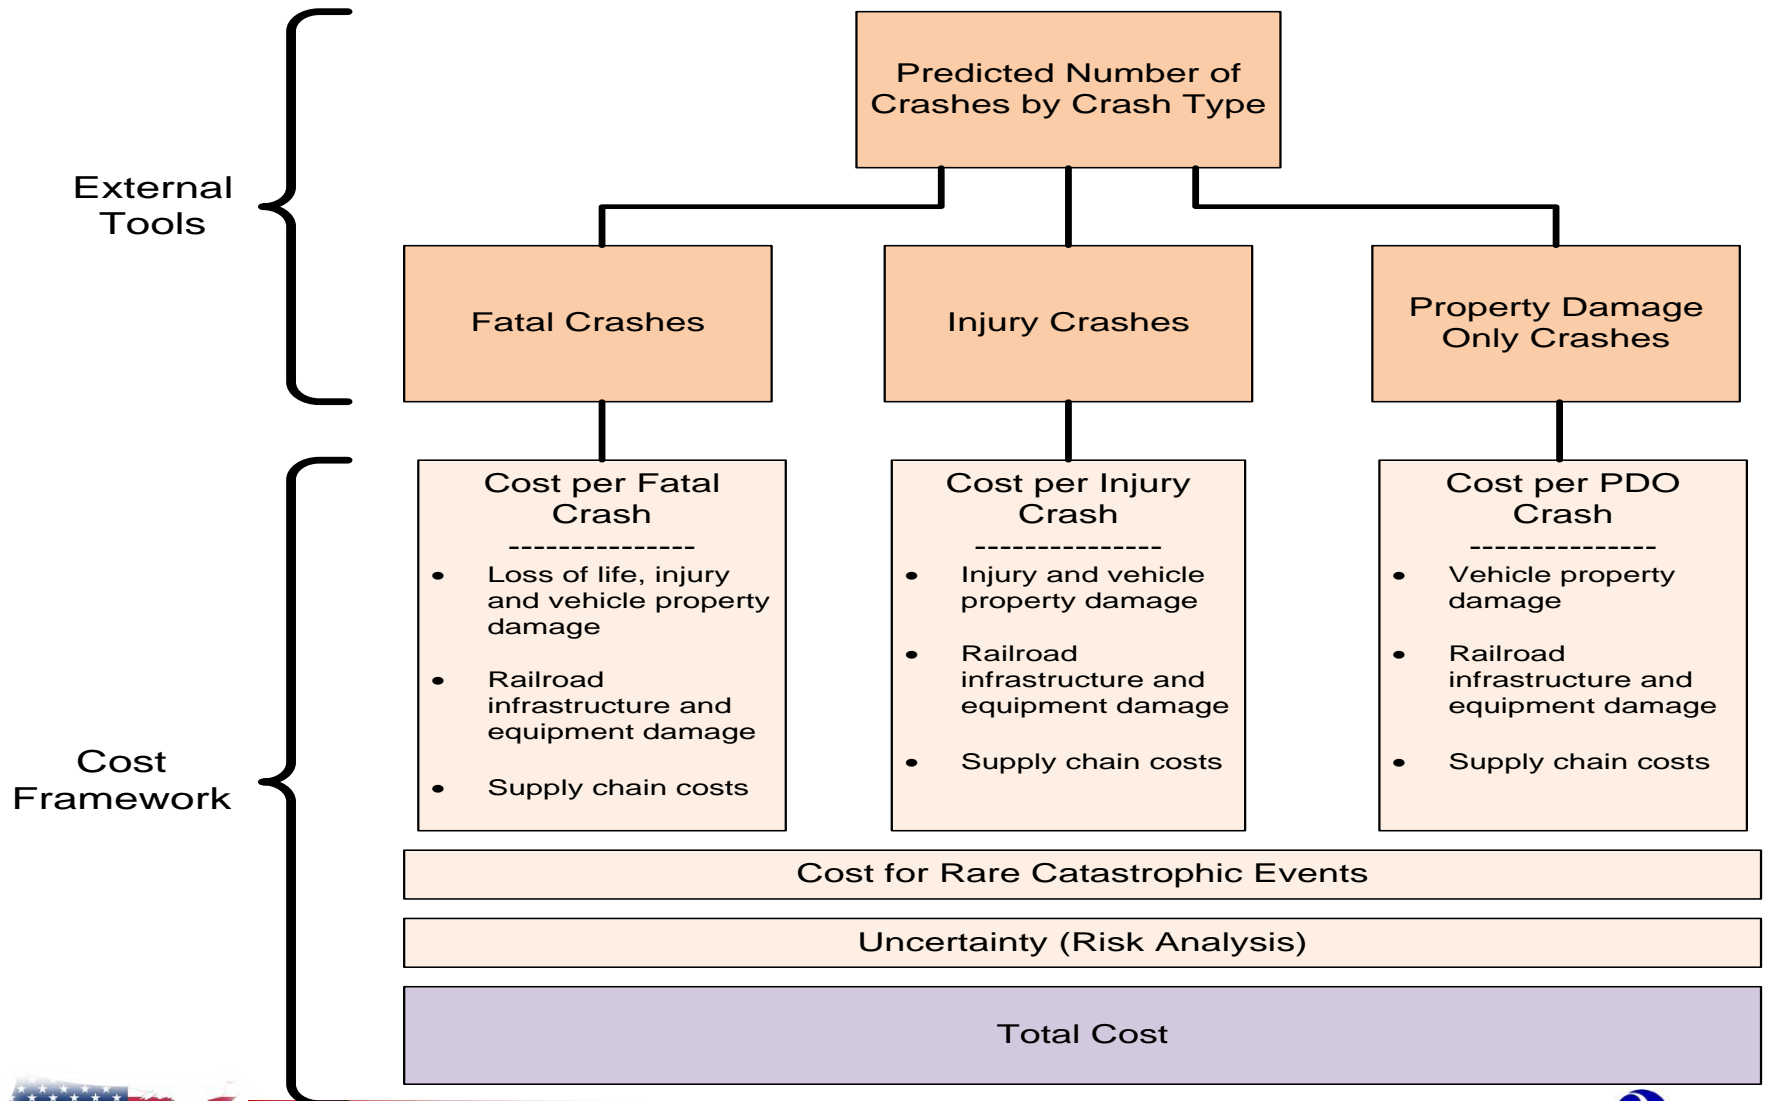 Predicted Number of
Crashes by Crash Type
External
Tools
Fatal Crashes
Injury Crashes
Property Damage
Only Crashes
Cost
Framework
Cost per Fatal
Crash
---------------
• Loss of life, injury
and vehicle property
damage
• Railroad
infrastructure and
equipment damage
• Supply chain costs
Cost per Injury
Crash
---------------
• Injury and vehicle
property damage
• Railroad
infrastructure and
equipment damage
• Supply chain costs
Cost per PDO
Crash
---------------
• Vehicle property
damage
• Railroad
infrastructure and
equipment damage
• Supply chain costs
Cost for Rare Catastrophic Events
Uncertainty (Risk Analysis)
Total Cost